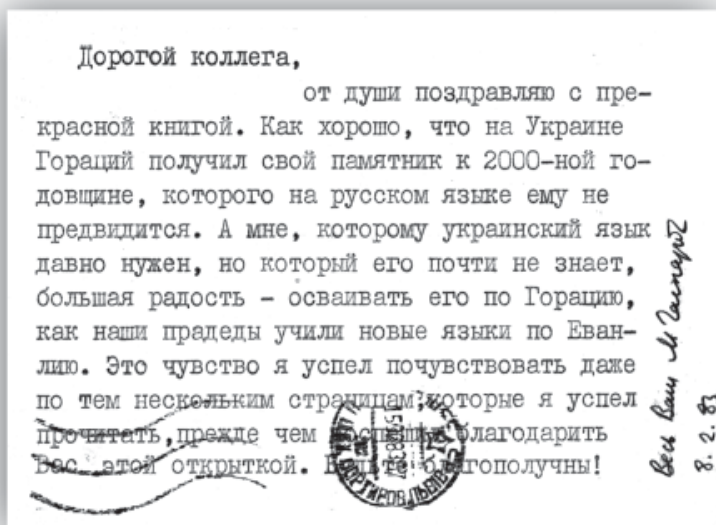 Дорогой коллега,
от души поздравляю с пре-
красной книгой. Как хорошо, что на Украине
Гораций получил свой памятник к 2000-ной го-
довщине, которого на русском языке ему не
предвидится. А мне, которому украинский язык
давно нужен, но который его почти не знает,
большая радость - осваивать его по Горацию,
как наши прадеды учили новые языки по Еван-
лию. Это чувство я успел почувствовать даже
по тем нескольким страницам,которые я успел
прочитать,прежде чем благодарить
Вас этой открыткой. Будьте благополучны!
Весь Ваш М Гаспаров
8. 2. 83